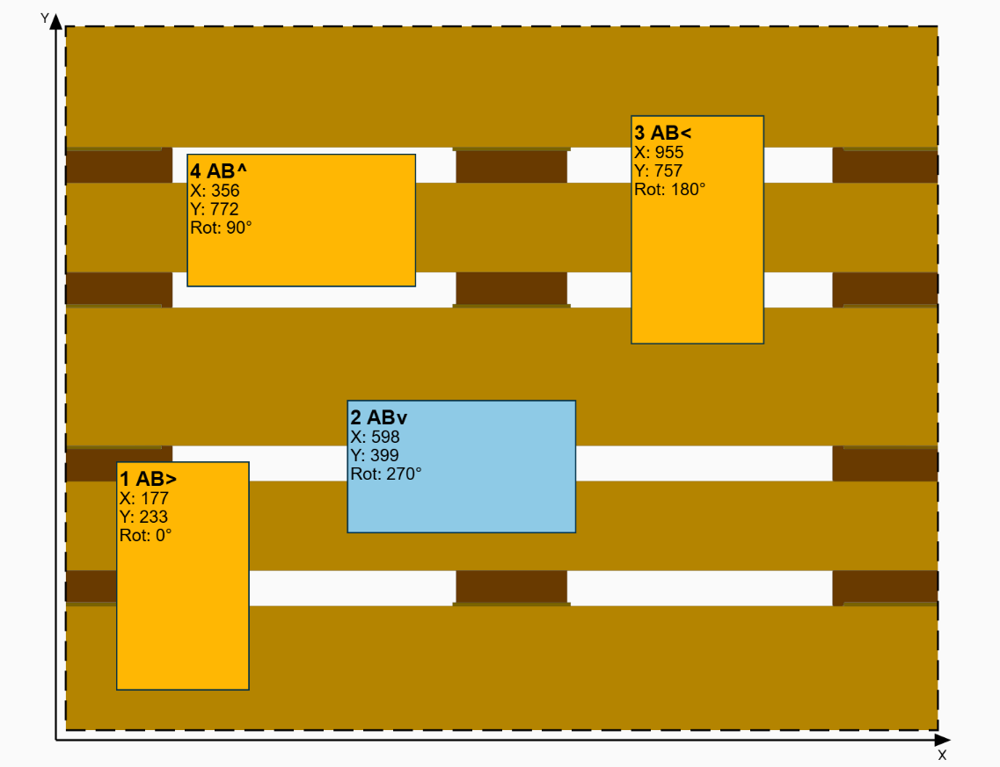 Y
3 AB<
X: 955
Y: 757
Rot: 180°
4 AB^
X: 356
Y: 772
Rot: 90°
2 ABv
X: 598
Y: 399
Rot: 270°
1 AB>
X: 177
Y: 233
Rot: 0°
X